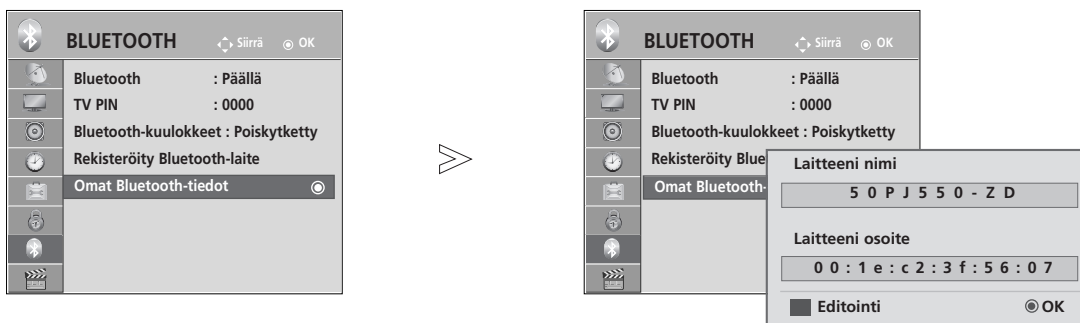 BLUETOOTH Siirrä OK
Bluetooth : Päällä
TV PIN : 0000
Bluetooth-kuulokkeet : Poiskytketty
Rekisteröity Bluetooth-laite
Omat Bluetooth-tiedot
BLUETOOTH Siirrä OK
Bluetooth : Päällä
TV PIN : 0000
Bluetooth-kuulokkeet : Poiskytketty
Rekisteröity Blue
Omat Bluetooth-
Laitteeni nimi
50PJ550-ZD
Laitteeni osoite
00:1e:c2:3f:56:07
Editointi OK